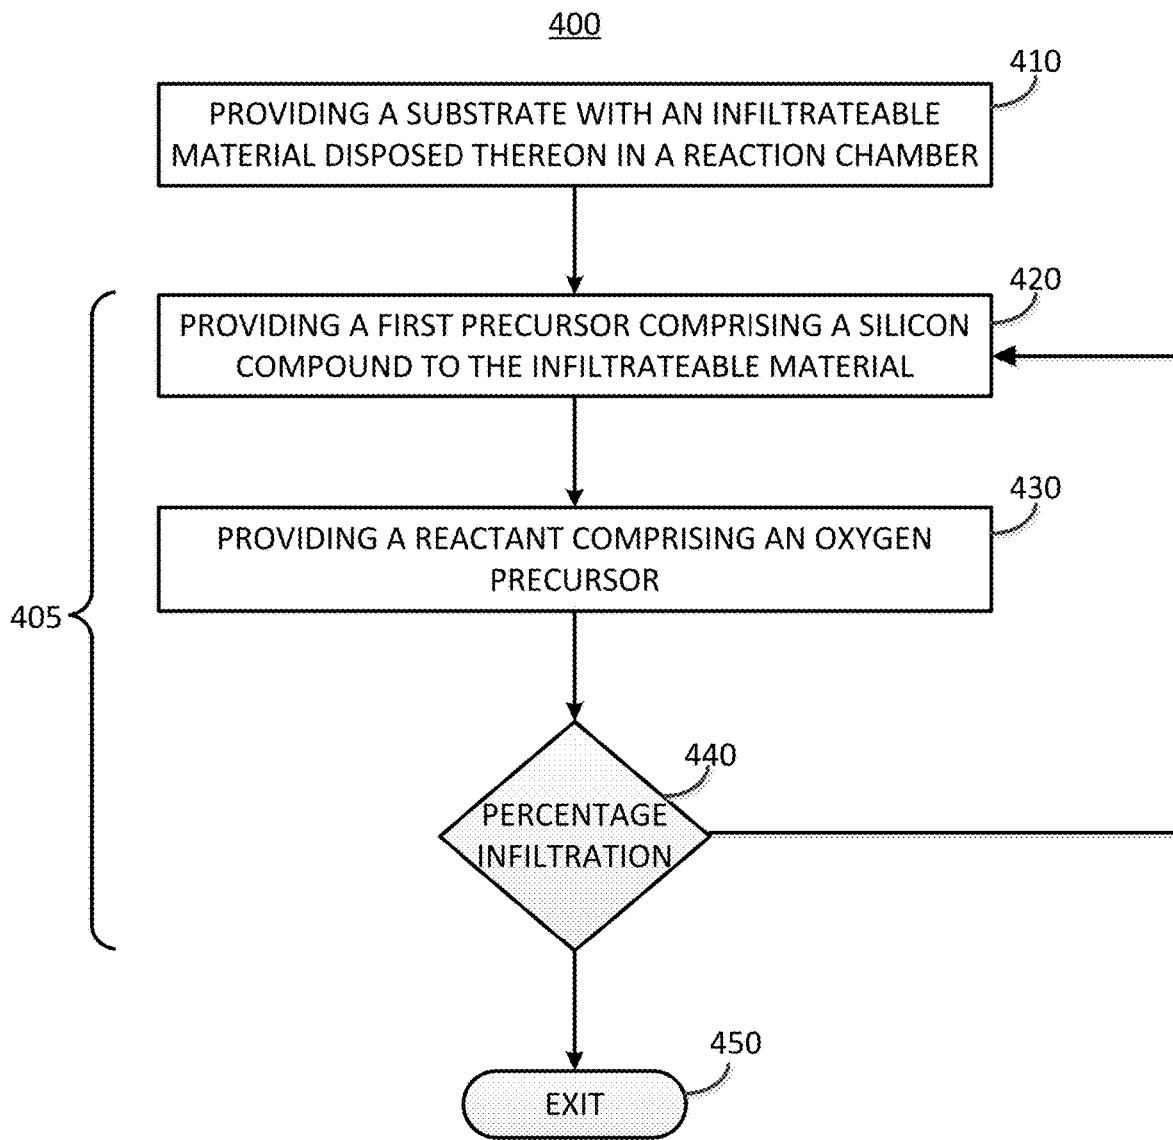 400
410
PROVIDING A SUBSTRATE WITH AN INFILTRATEABLE
MATERIAL DISPOSED THEREON IN A REACTION CHAMBER
420
PROVIDING A FIRST PRECURSOR COMPRISING A SILICON
COMPOUND TO THE INFILTRATEABLE MATERIAL
430
PROVIDING A REACTANT COMPRISING AN OXYGEN
PRECURSOR
405
440
PERCENTAGE
INFILTRATION
450
EXIT